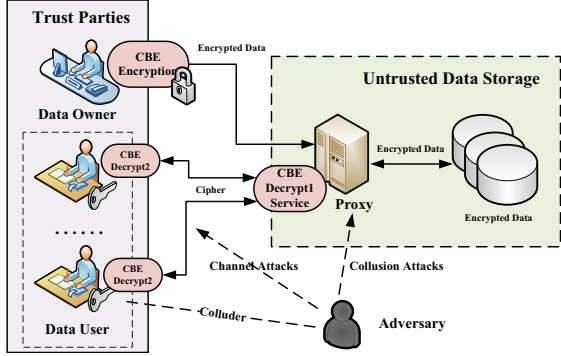 Trust Parties
CBE
Encryption
Encrypted Data
Data Owner
Untrusted Data Storage
CBE
Decrypt2
Cipher
CBE
Decrypt1
Service
Proxy
Encrypted Data
Encrypted Data
......
CBE
Decrypt2
Data User
Channel Attacks
Collusion Attacks
Colluder
Adversary